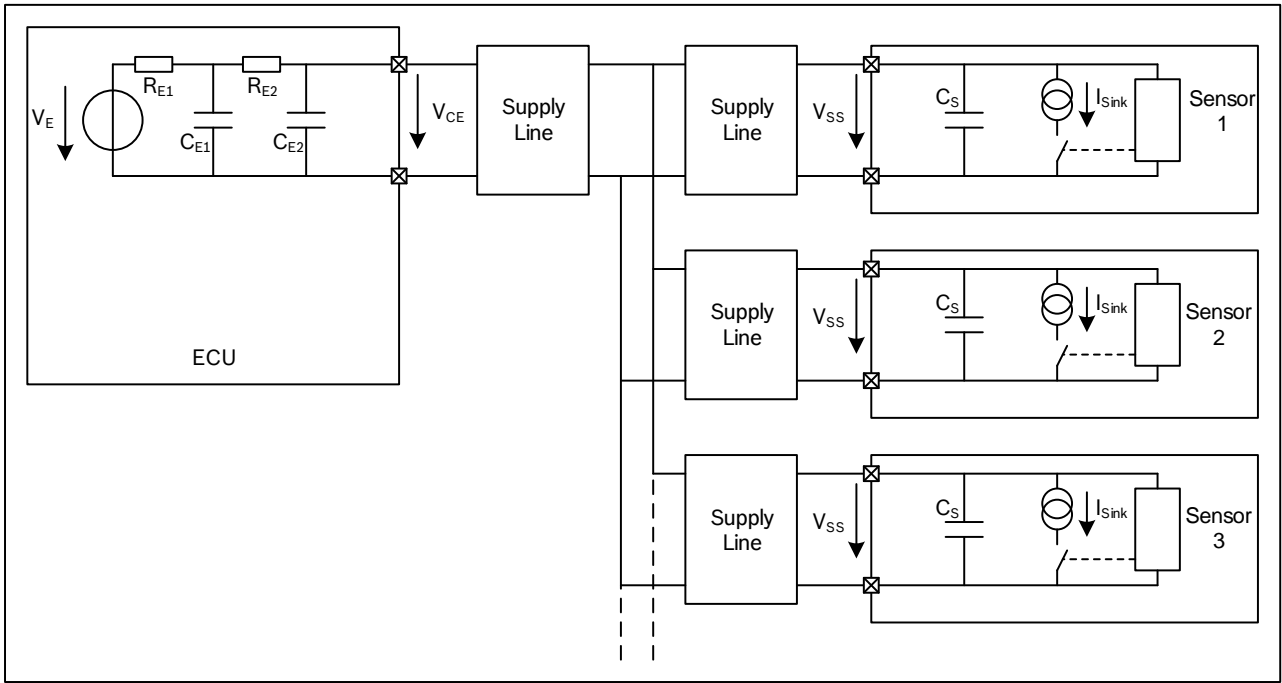 V_E
R_E1
R_E2
C_E1
C_E2
V_CE
ECU
Supply
Line
Supply
Line
V_SS
C_S
I_Sink
Sensor
1
Supply
Line
V_SS
C_S
I_Sink
Sensor
2
Supply
Line
V_SS
C_S
I_Sink
Sensor
3